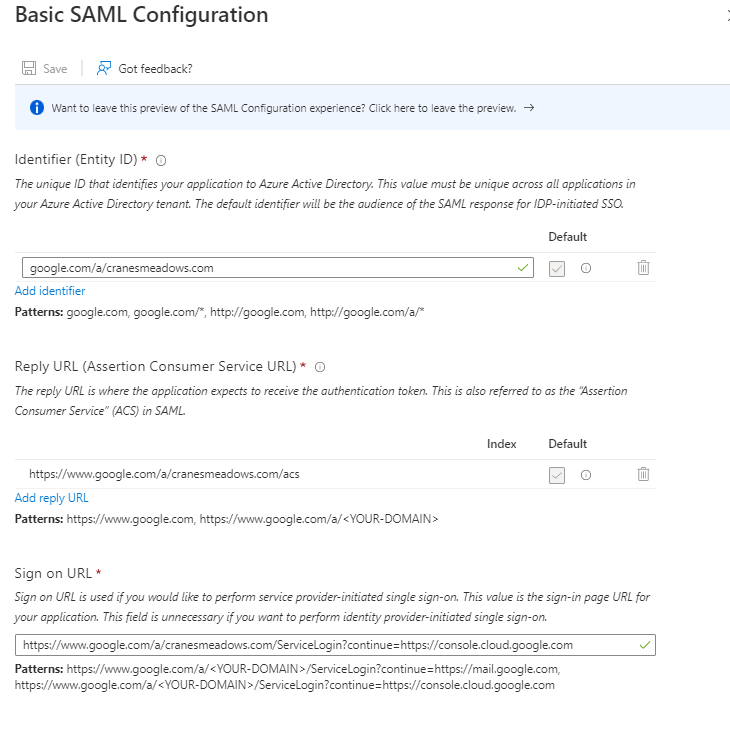 Basic SAML Configuration
Save
Got feedback?
Want to leave this preview of the SAML Configuration experience? Click here to leave the preview. →
Identifier (Entity ID) *
The unique ID that identifies your application to Azure Active Directory. This value must be unique across all applications in
your Azure Active Directory tenant. The default identifier will be the audience of the SAML response for IDP-initiated SSO.
Default
google.com/a/cranesmeadows.com
Add identifier
Patterns: google.com, google.com/*, http://google.com, http://google.com/a/*
Reply URL (Assertion Consumer Service URL) *
The reply URL is where the application expects to receive the authentication token. This is also referred to as the "Assertion
Consumer Service" (ACS) in SAML.
Index Default
https://www.google.com/a/cranesmeadows.com/acs
Add reply URL
Patterns: https://www.google.com, https://www.google.com/a/<YOUR-DOMAIN>
Sign on URL *
Sign on URL is used if you would like to perform service provider-initiated single sign-on. This value is the sign-in page URL for
your application. This field is unnecessary if you want to perform identity provider-initiated single sign-on.
https://www.google.com/a/cranesmeadows.com/ServiceLogin?continue=https://console.cloud.google.com
Patterns: https://www.google.com/a/<YOUR-DOMAIN>/ServiceLogin?continue=https://mail.google.com,
https://www.google.com/a/<YOUR-DOMAIN>/ServiceLogin?continue=https://console.cloud.google.com